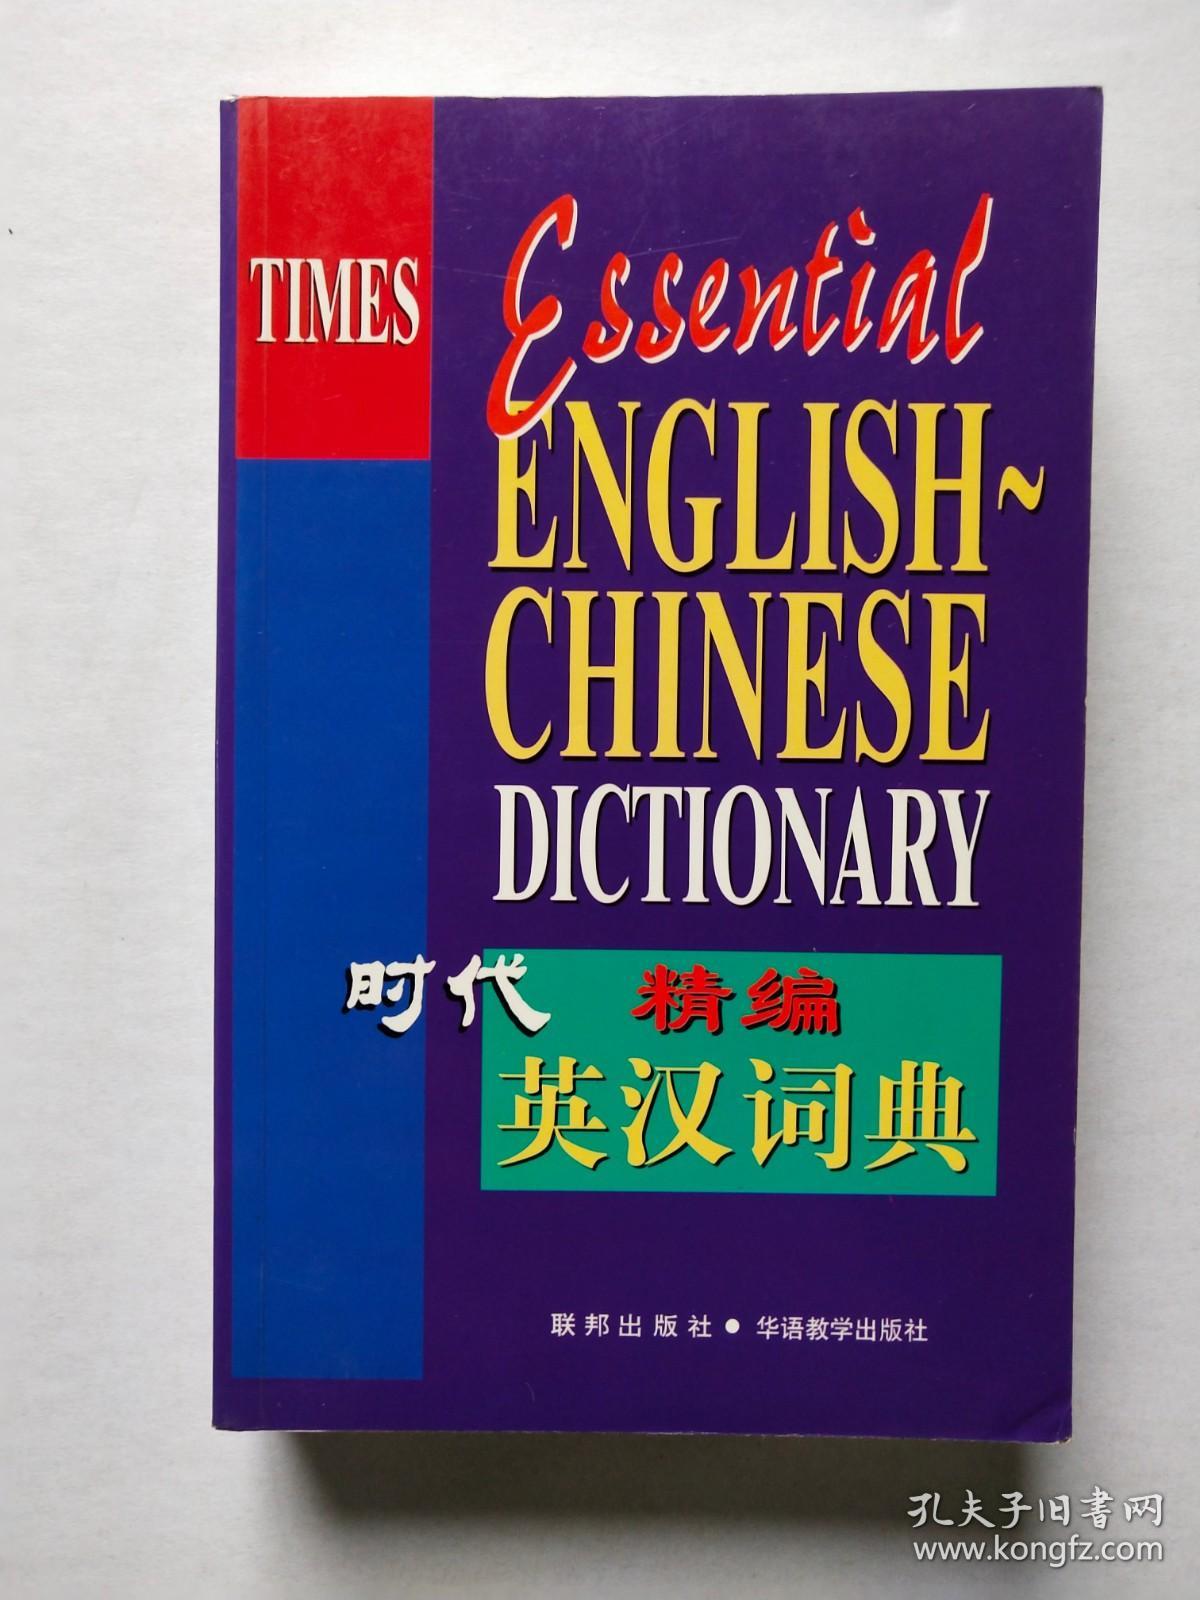 TIMES
Essential
ENGLISH~
CHINESE
DICTIONARY
时代 精编
英汉词典
联邦出版社 • 华语教学出版社
孔夫子旧书网
www.kongfz.com